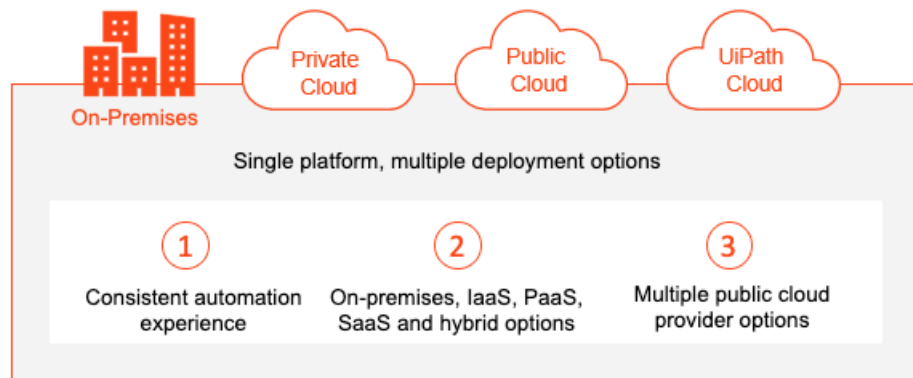 Private
Cloud
Public
Cloud
UiPath
Cloud
On-Premises
Single platform, multiple deployment options
1
2
3
Consistent automation
experience
On-premises, IaaS, PaaS,
SaaS and hybrid options
Multiple public cloud
provider options